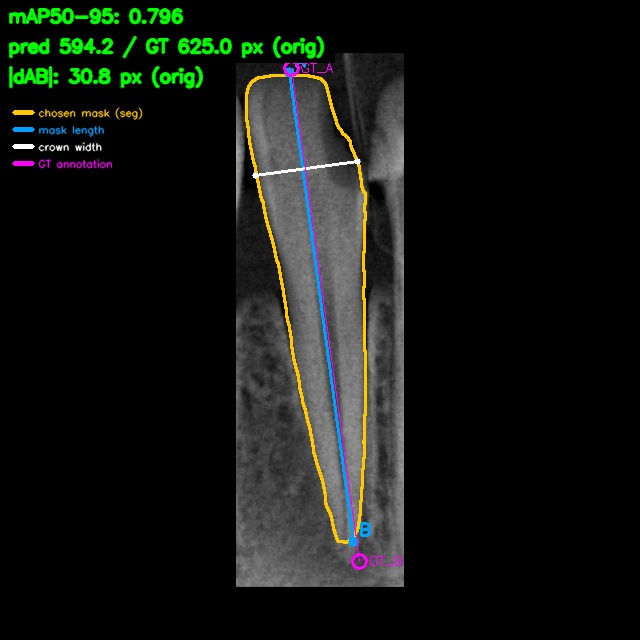 mAP50-95: 0.796
pred 594.2 / GT 625.0 px (orig)
|dAB|: 30.8 px (orig)
chosen mask (seg)
mask length
crown width
GT annotation
GT_A
B